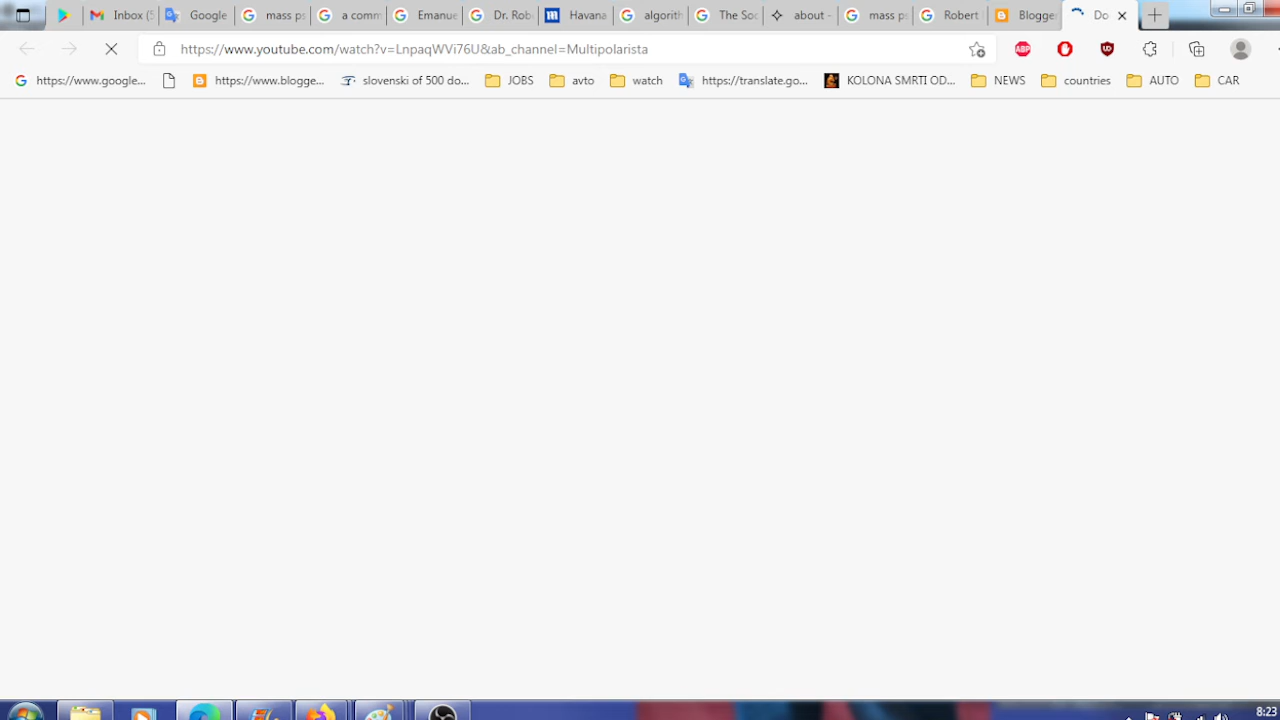 Inbox (5
Google
mass ps
a comm
Emanue
Dr. Rob
Havana
algorith
The Soc
about -
mass ps
Robert
Blogger
Do
https://www.youtube.com/watch?v=LnpaqWVi76U&ab_channel=Multipolarista
ABP
https://www.google...
https://www.blogge...
slovenski of 500 do...
JOBS
avto
watch
https://translate.go...
KOLONA SMRTI OD...
NEWS
countries
AUTO
CAR
8:23